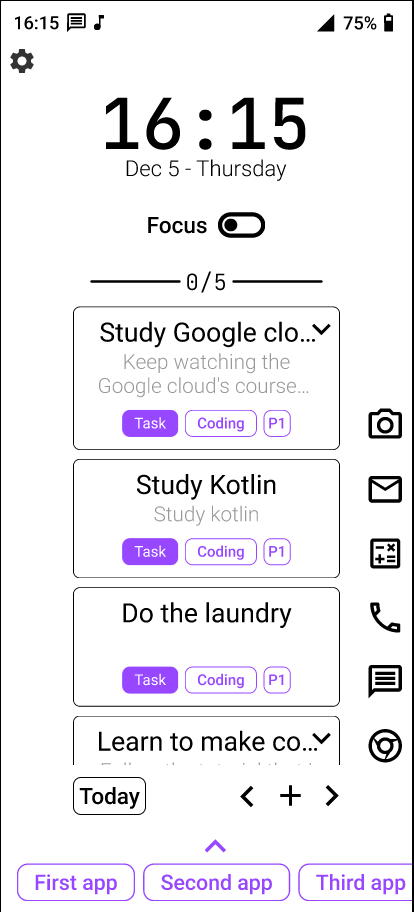 16:15
75%
16:15
Dec 5 - Thursday
Focus
0/5
Study Google clo...
Keep watching the
Google cloud's course...
Task Coding P1
Study Kotlin
Study kotlin
Task Coding P1
Do the laundry
Task Coding P1
Learn to make co...
Today
First app Second app Third app